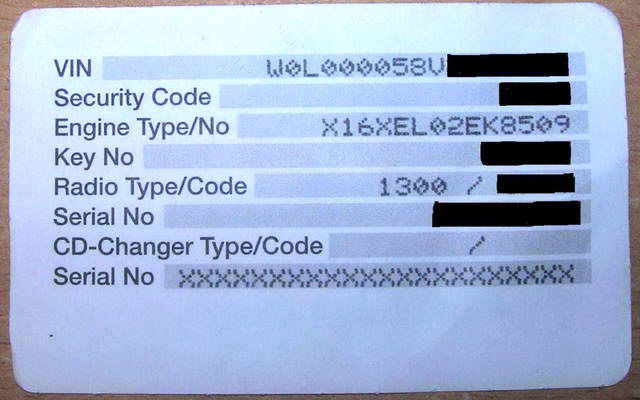 VIN W0L000058V
Security Code
Engine Type/No X16XEL02EK8509
Key No
Radio Type/Code 1300 /
Serial No
CD-Changer Type/Code /
Serial No XXXXXXXXXXXXXXXXXXXXXXX